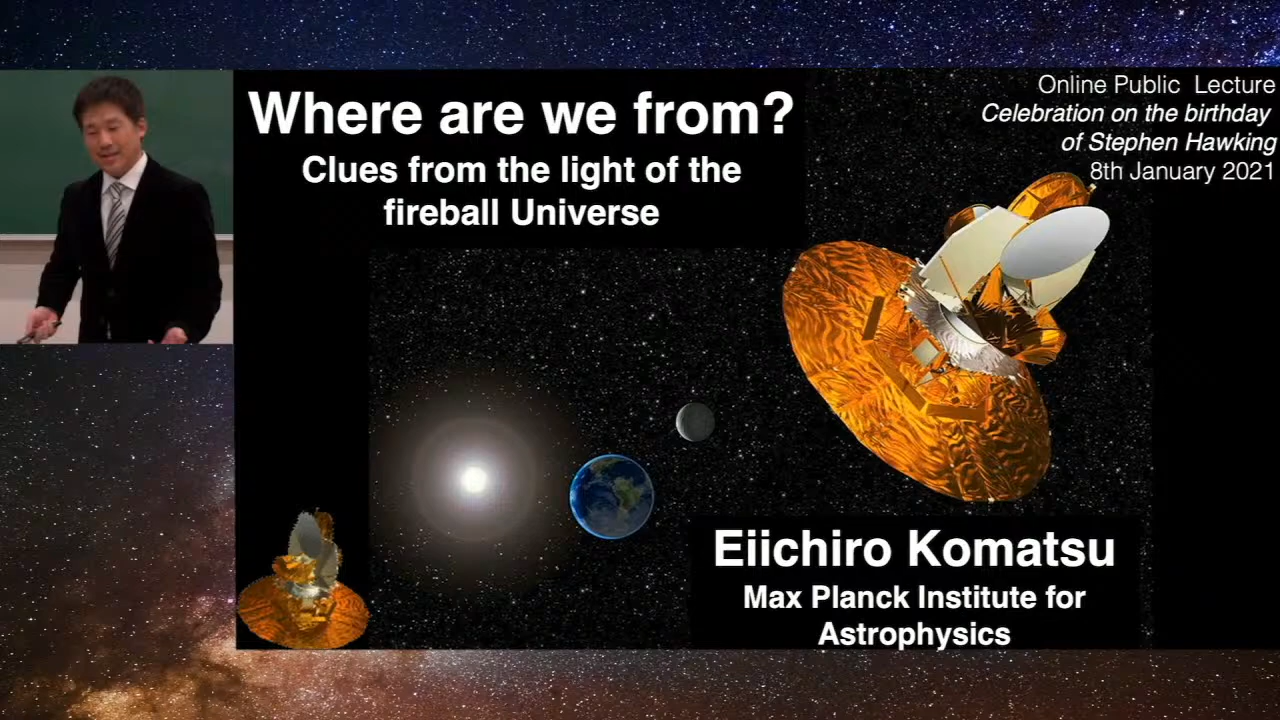 Where are we from?
Clues from the light of the
fireball Universe
Online Public Lecture
Celebration on the birthday
of Stephen Hawking
8th January 2021
Eiichiro Komatsu
Max Planck Institute for
Astrophysics